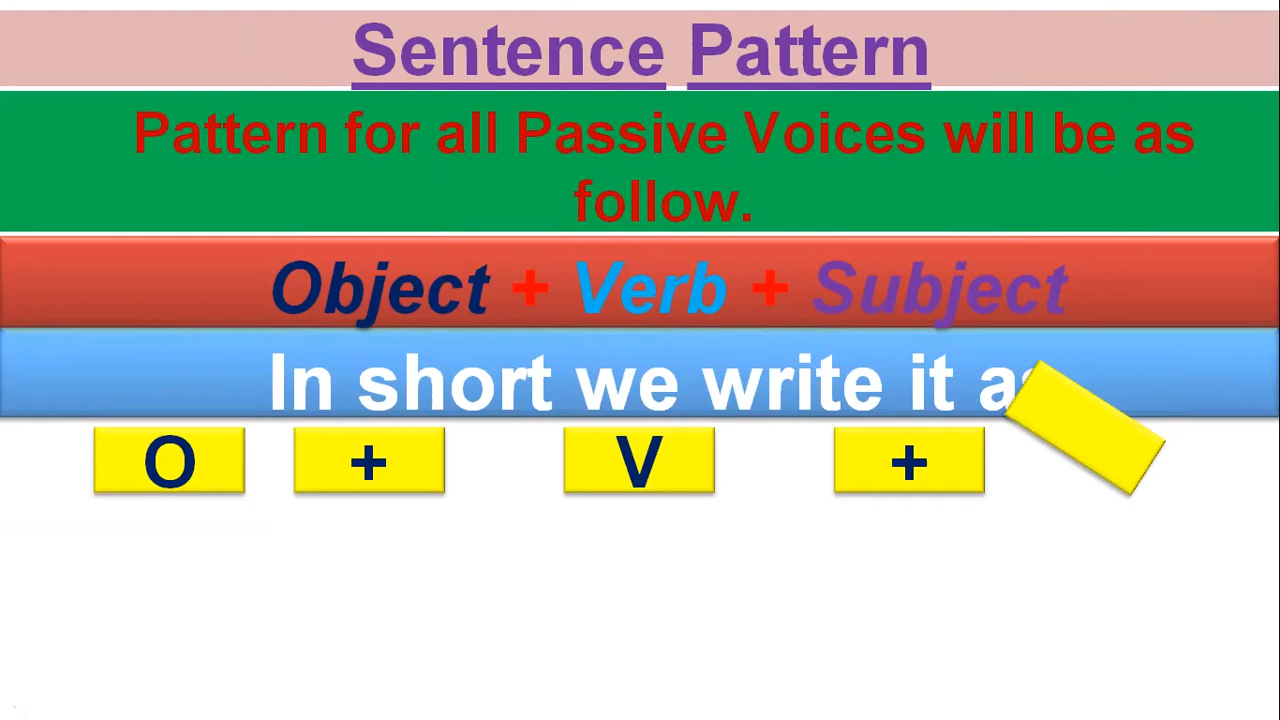 Sentence Pattern
Pattern for all Passive Voices will be as
follow.
Object + Verb + Subject
In short we write it as
O + V +